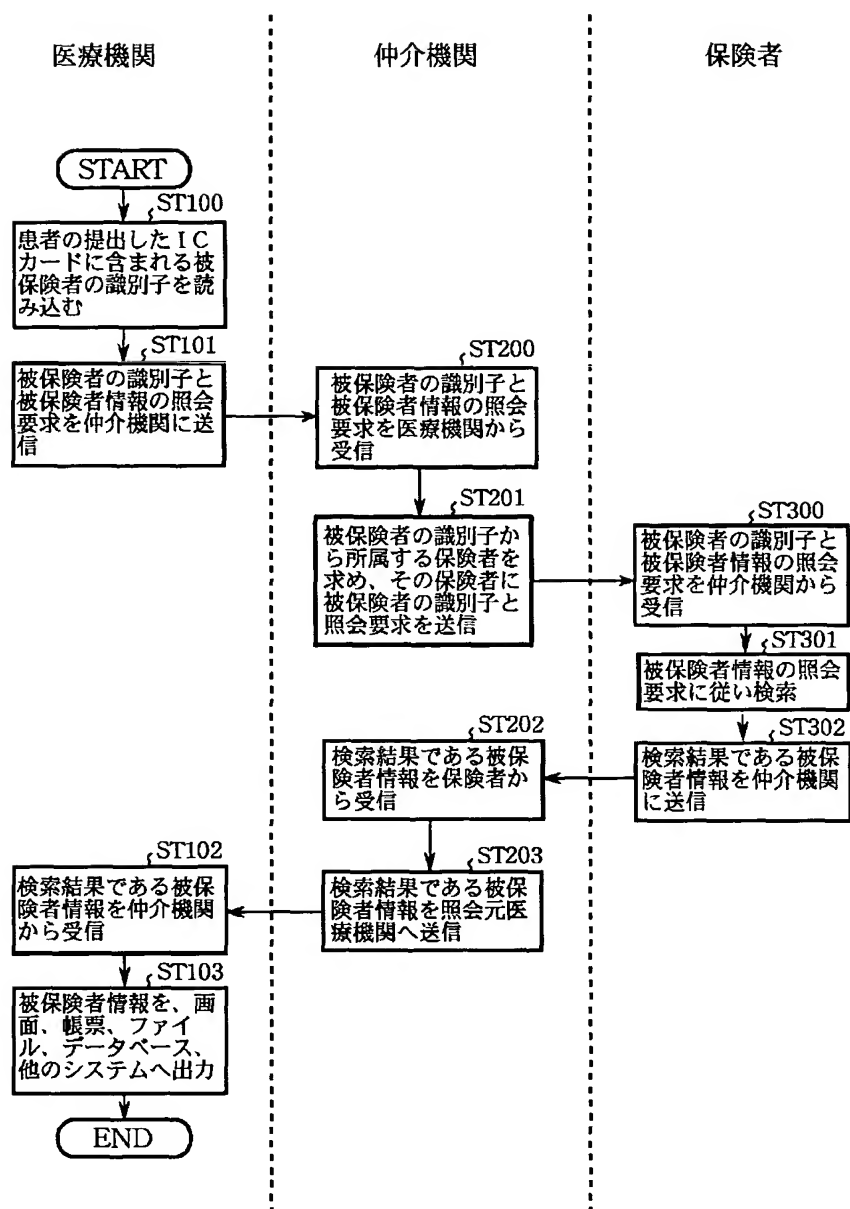 医療機関
仲介機関
保険者
START
ST100
患者の提出したIC
カードに含まれる被
保険者の識別子を読
み込む
ST101
被保険者の識別子と
被保険者情報の照会
要求を仲介機関に送
信
ST200
被保険者の識別子と
被保険者情報の照会
要求を医療機関から
受信
ST201
被保険者の識別子か
ら所属する保険者を
求め、その保険者に
被保険者の識別子と
照会要求を送信
ST300
被保険者の識別子と
被保険者情報の照会
要求を仲介機関から
受信
ST301
被保険者情報の照会
要求に従い検索
ST302
検索結果である被保
険者情報を仲介機関
に送信
ST202
検索結果である被保
険者情報を保険者か
ら受信
ST203
検索結果である被保
険者情報を照会元医
療機関へ送信
ST102
検索結果である被保
険者情報を仲介機関
から受信
ST103
被保険者情報を、画
面、帳票、ファイ
ル、データベース、
他のシステムへ出力
END